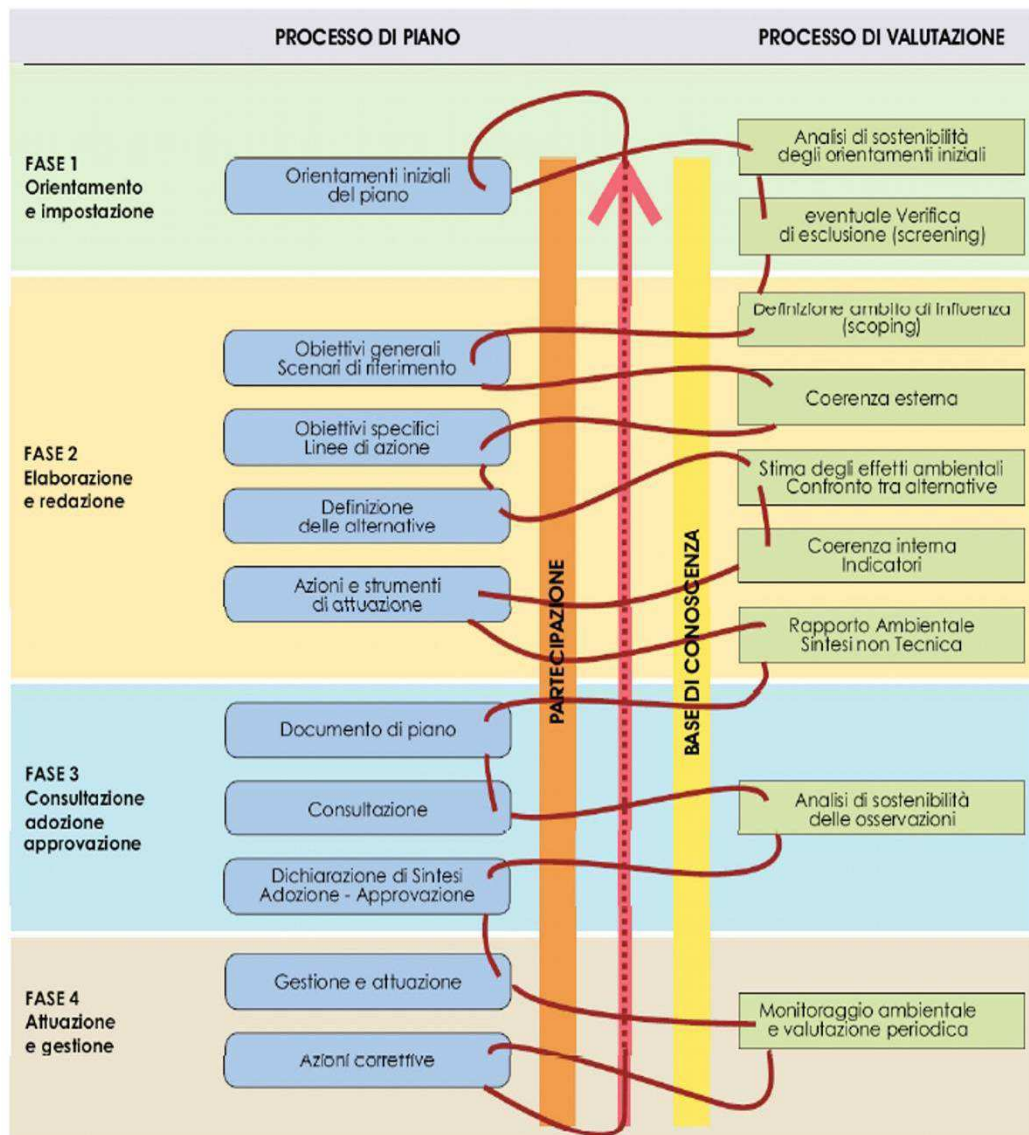 PROCESSO DI PIANO
PROCESSO DI VALUTAZIONE
FASE 1
Orientamento
e impostazione
Orientamenti iniziali
del piano
Analisi di sostenibilità
degli orientamenti iniziali
eventuale Verifica
di esclusione (screening)
FASE 2
Elaborazione
e redazione
Obiettivi generali
Scenari di riferimento
Definizione ambito di influenza
(scoping)
Coerenza esterna
Obiettivi specifici
Linee di azione
Definizione
delle alternative
Stima degli effetti ambientali
Confronto tra alternative
Coerenza interna
Indicatori
Azioni e strumenti
di attuazione
Rapporto Ambientale
Sintesi non Tecnica
PARTECIPAZIONE
BASE DI CONOSCENZA
FASE 3
Consultazione
adozione
approvazione
Documento di piano
Consultazione
Analisi di sostenibilità
delle osservazioni
Dichiarazione di Sintesi
Adozione - Approvazione
FASE 4
Attuazione
e gestione
Gestione e attuazione
Monitoraggio ambientale
e valutazione periodica
Azioni correttive